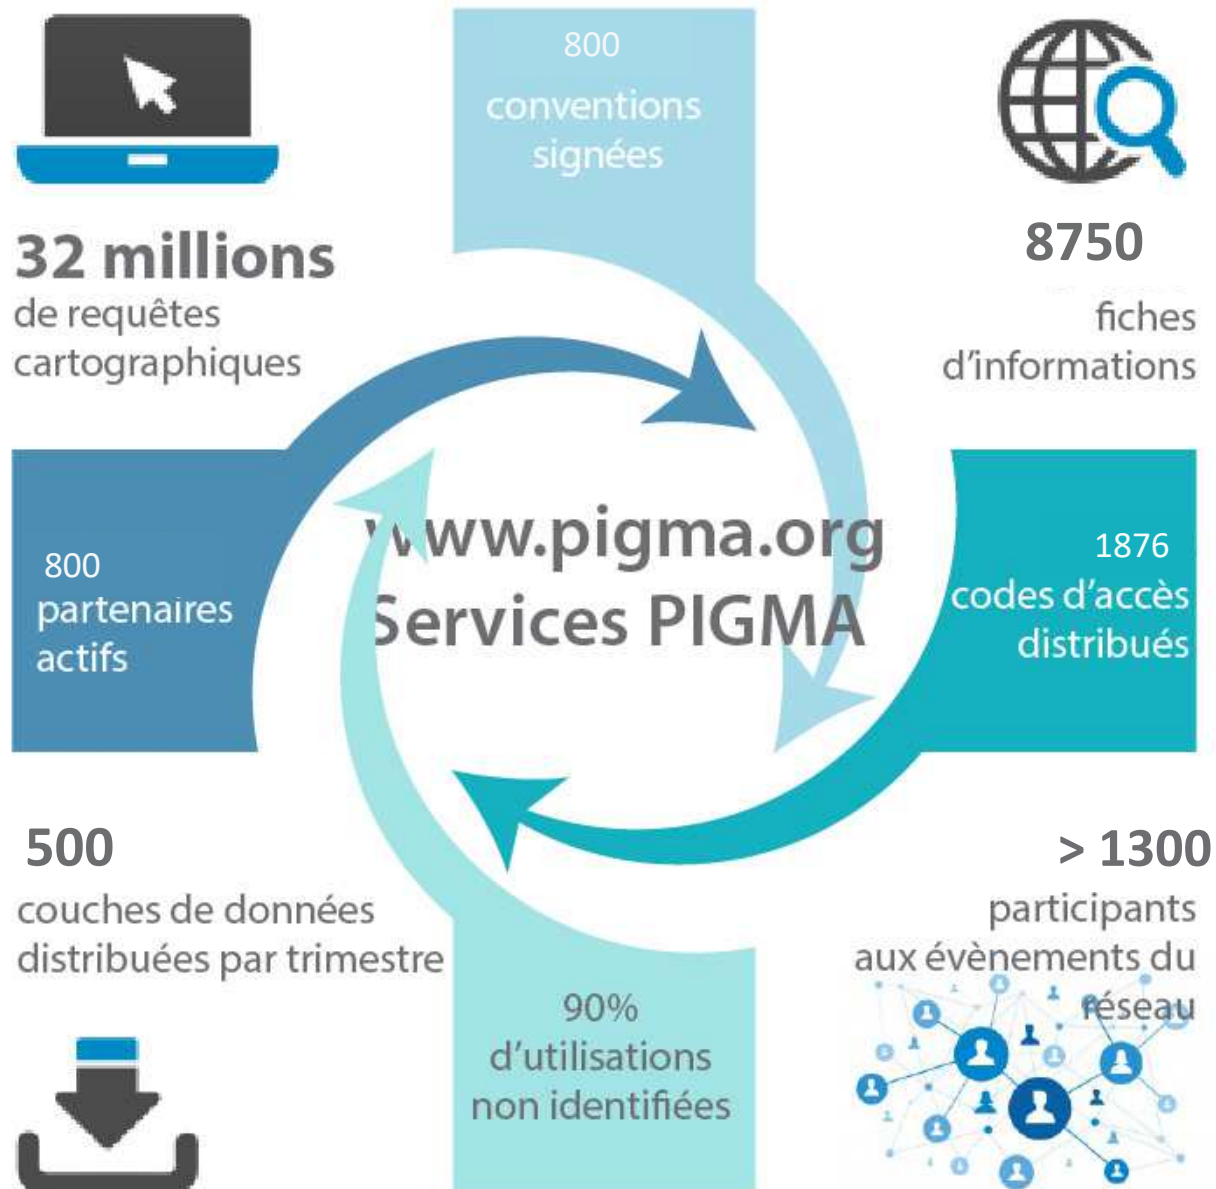 800
conventions
signées
32 millions
de requêtes
cartographiques
8750
fiches
d'informations
www.pigma.org
Services PIGMA
800
partenaires
actifs
1876
codes d'accès
distribués
500
couches de données
distribuées par trimestre
> 1300
participants
aux évènements du
réseau
90%
d'utilisations
non identifiées